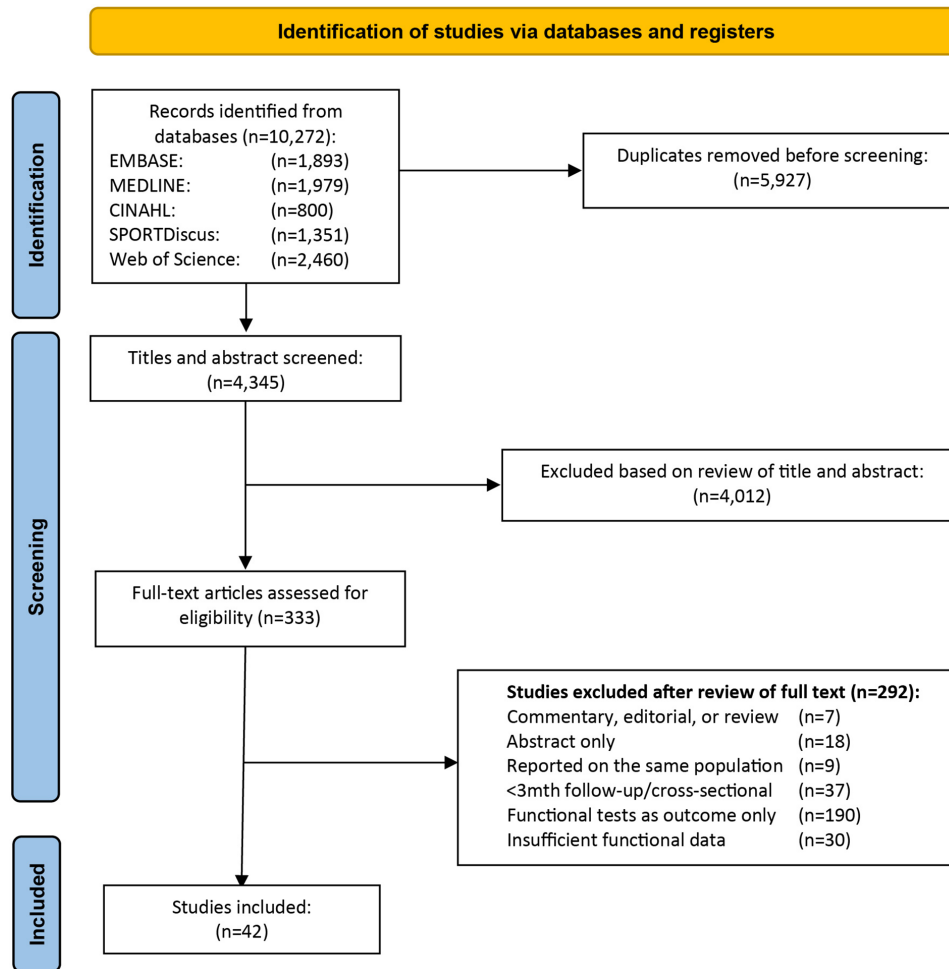 Identification of studies via databases and registers
Identification
Records identified from
databases (n=10,272):
EMBASE: (n=1,893)
MEDLINE: (n=1,979)
CINAHL: (n=800)
SPORTDiscus: (n=1,351)
Web of Science: (n=2,460)
Duplicates removed before screening:
(n=5,927)
Screening
Titles and abstract screened:
(n=4,345)
Excluded based on review of title and abstract:
(n=4,012)
Full-text articles assessed for
eligibility (n=333)
Studies excluded after review of full text (n=292):
Commentary, editorial, or review (n=7)
Abstract only (n=18)
Reported on the same population (n=9)
<3mth follow-up/cross-sectional (n=37)
Functional tests as outcome only (n=190)
Insufficient functional data (n=30)
Included
Studies included:
(n=42)